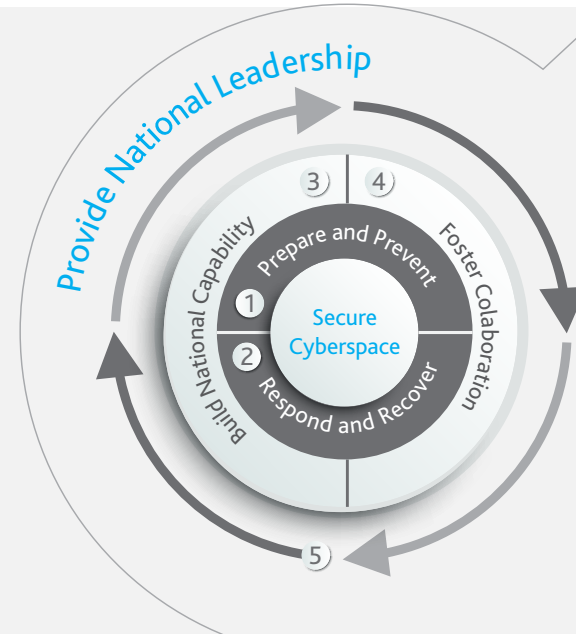 Provide National Leadership
3
4
Build National Capability
Prepare and Prevent
Foster Colaboration
1
Secure
Cyberspace
2
Respond and Recover
5